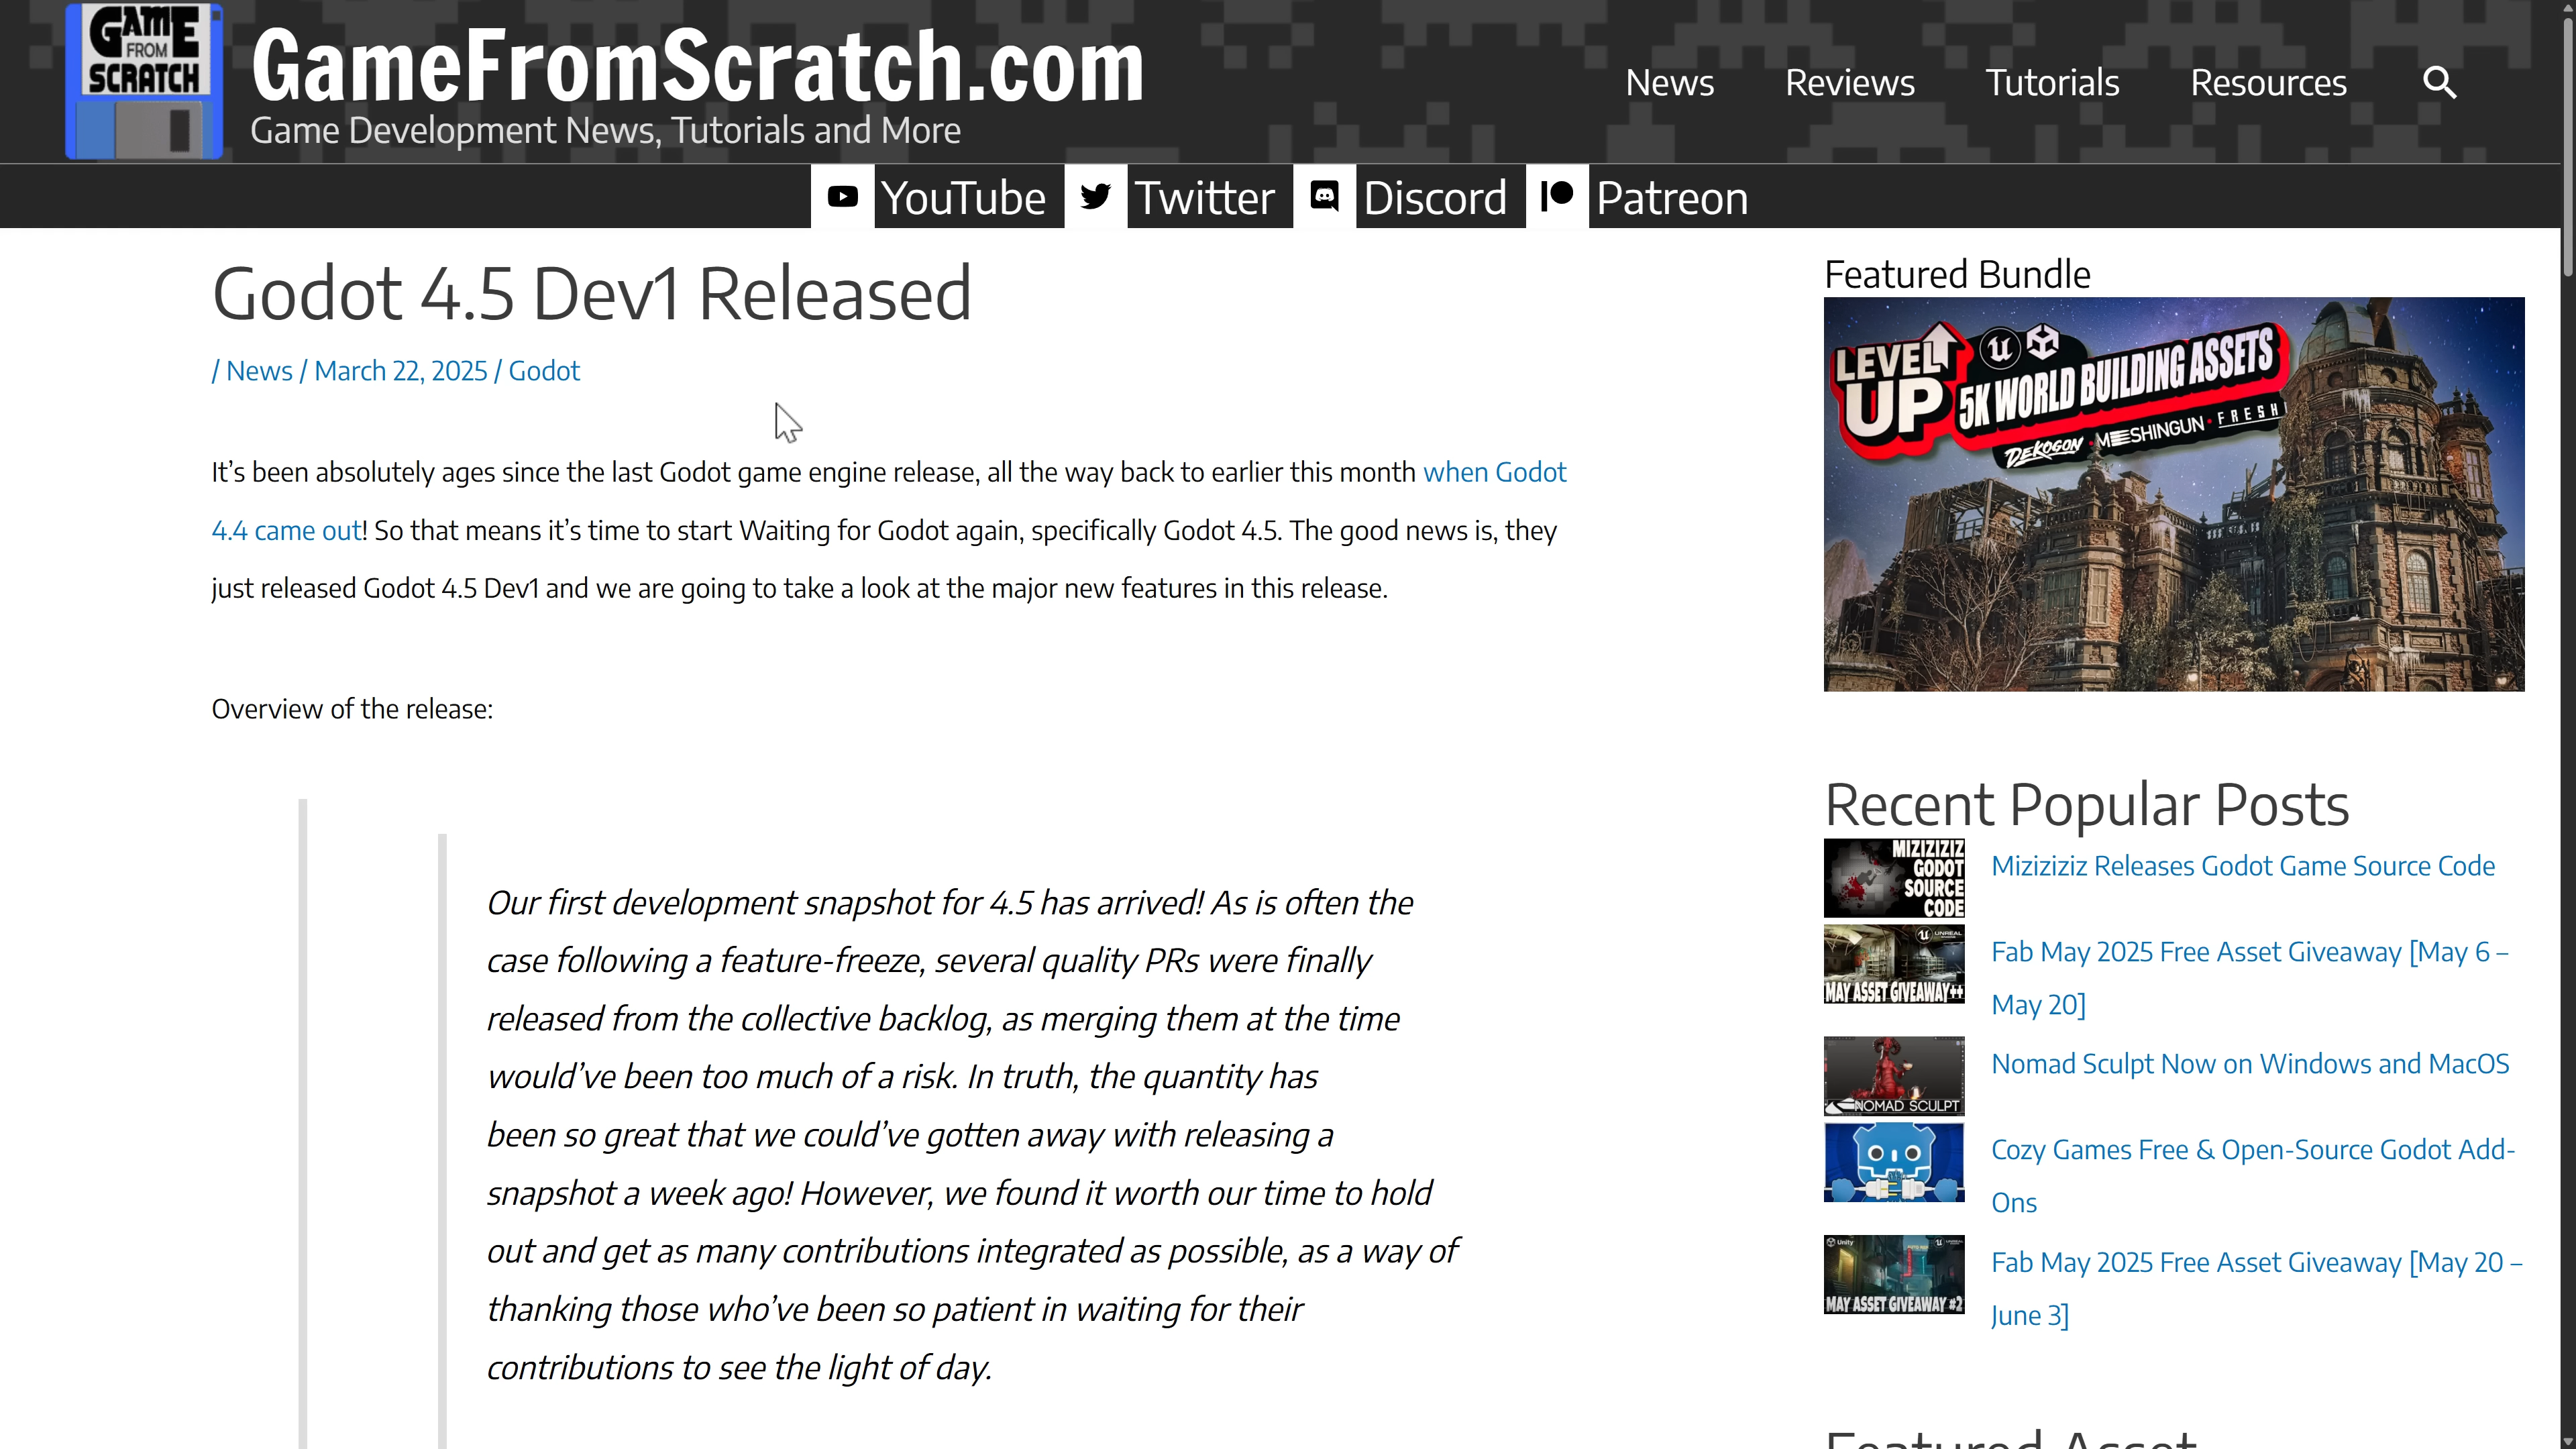 GAME
FROM
SCRATCH
GameFromScratch.com
Game Development News, Tutorials and More
News
Reviews
Tutorials
Resources
YouTube
Twitter
Discord
Patreon
Godot 4.5 Dev1 Released
/ News / March 22, 2025 / Godot
It’s been absolutely ages since the last Godot game engine release, all the way back to earlier this month when Godot
4.4 came out! So that means it’s time to start Waiting for Godot again, specifically Godot 4.5. The good news is, they
just released Godot 4.5 Dev1 and we are going to take a look at the major new features in this release.
Overview of the release:
Our first development snapshot for 4.5 has arrived! As is often the
case following a feature-freeze, several quality PRs were finally
released from the collective backlog, as merging them at the time
would’ve been too much of a risk. In truth, the quantity has
been so great that we could’ve gotten away with releasing a
snapshot a week ago! However, we found it worth our time to hold
out and get as many contributions integrated as possible, as a way of
thanking those who’ve been so patient in waiting for their
contributions to see the light of day.
Featured Bundle
LEVEL
UP
5K WORLD BUILDING ASSETS
DEKOGON · MESHINGUN · FRESH
Recent Popular Posts
MIZIZIZIZ
GODOT
SOURCE
CODE
Miziziziz Releases Godot Game Source Code
UNREAL
MAY ASSET GIVEAWAY++
Fab May 2025 Free Asset Giveaway [May 6 –
May 20]
NOMAD SCULPT
Nomad Sculpt Now on Windows and MacOS
Cozy Games Free & Open-Source Godot Add-
Ons
Unity
MAY ASSET GIVEAWAY #2
Fab May 2025 Free Asset Giveaway [May 20 –
June 3]
Featured Asset